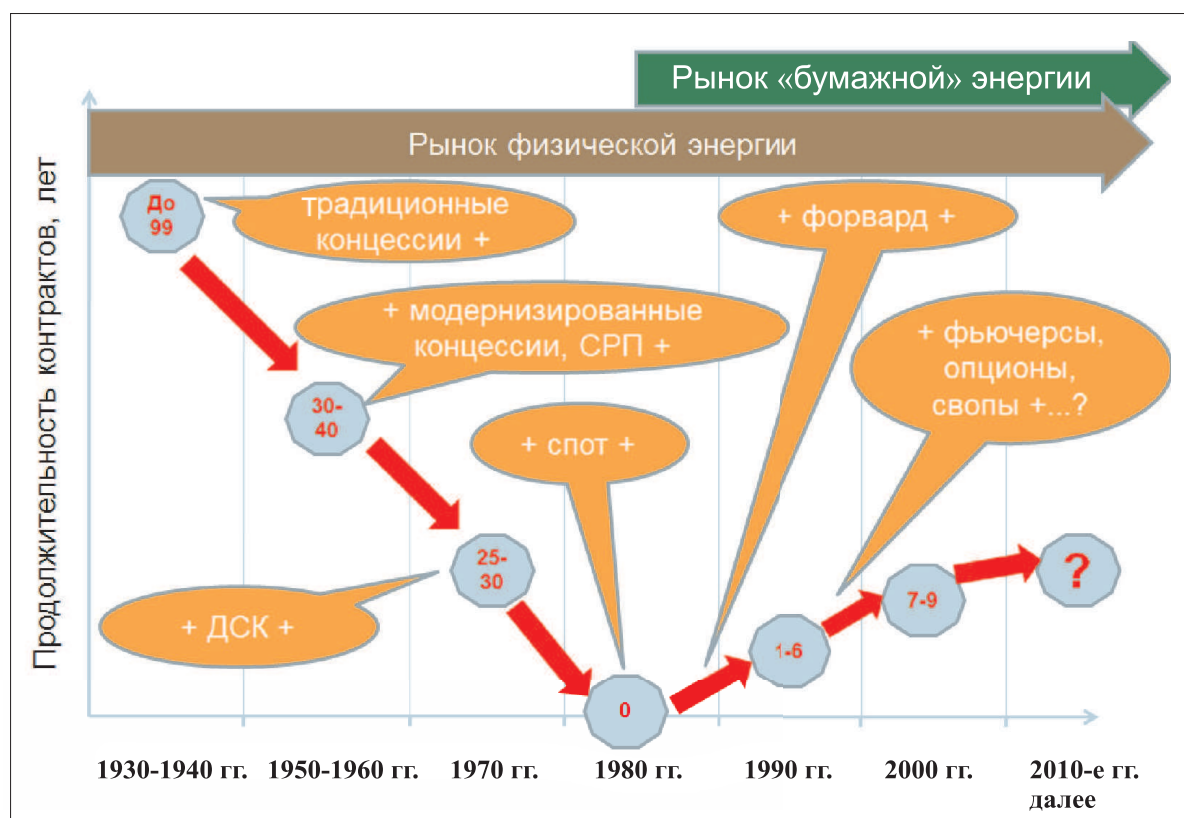 Рынок «бумажной» энергии
Рынок физической энергии
Продолжительность контрактов, лет
До
99
традиционные
концессии +
+ форвард +
+ модернизированные
концессии, СРП +
+ фьючерсы,
опционы,
свопы +...?
30-
40
+ спот +
25-
30
?
7-9
+ ДСК +
1-6
0
1930-1940 гг.
1950-1960 гг.
1970 гг.
1980 гг.
1990 гг.
2000 гг.
2010-е гг.
далее